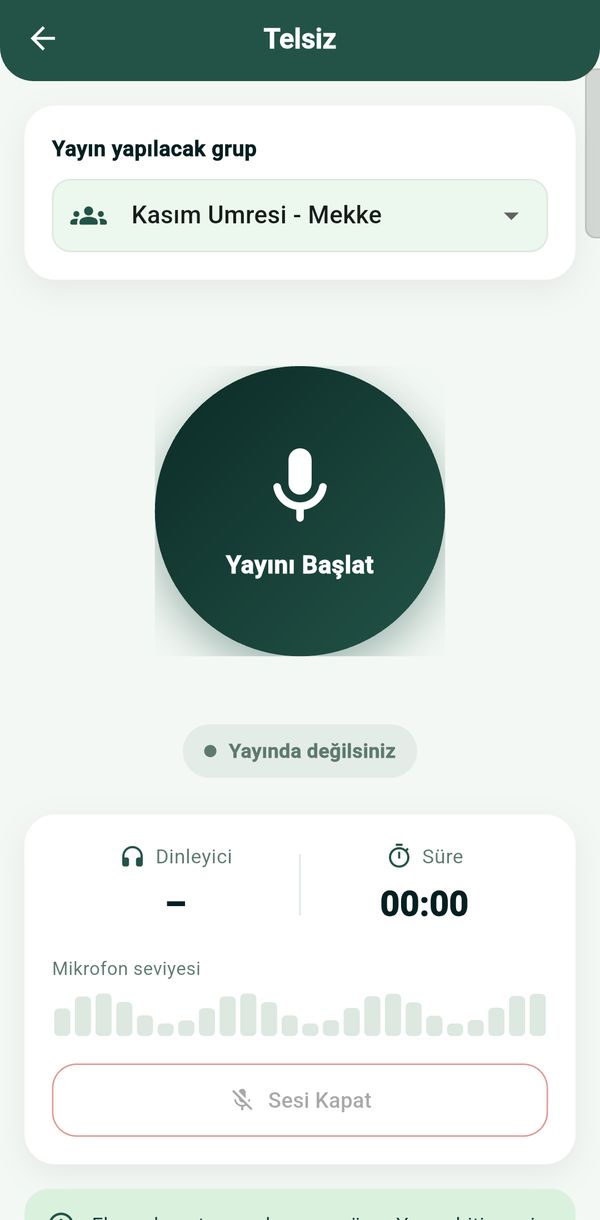 Telsiz
Yayın yapılacak grup
Kasım Umresi - Mekke
Yayını Başlat
Yayında değilsiniz
Dinleyici
Süre
–
00:00
Mikrofon seviyesi
Sesi Kapat